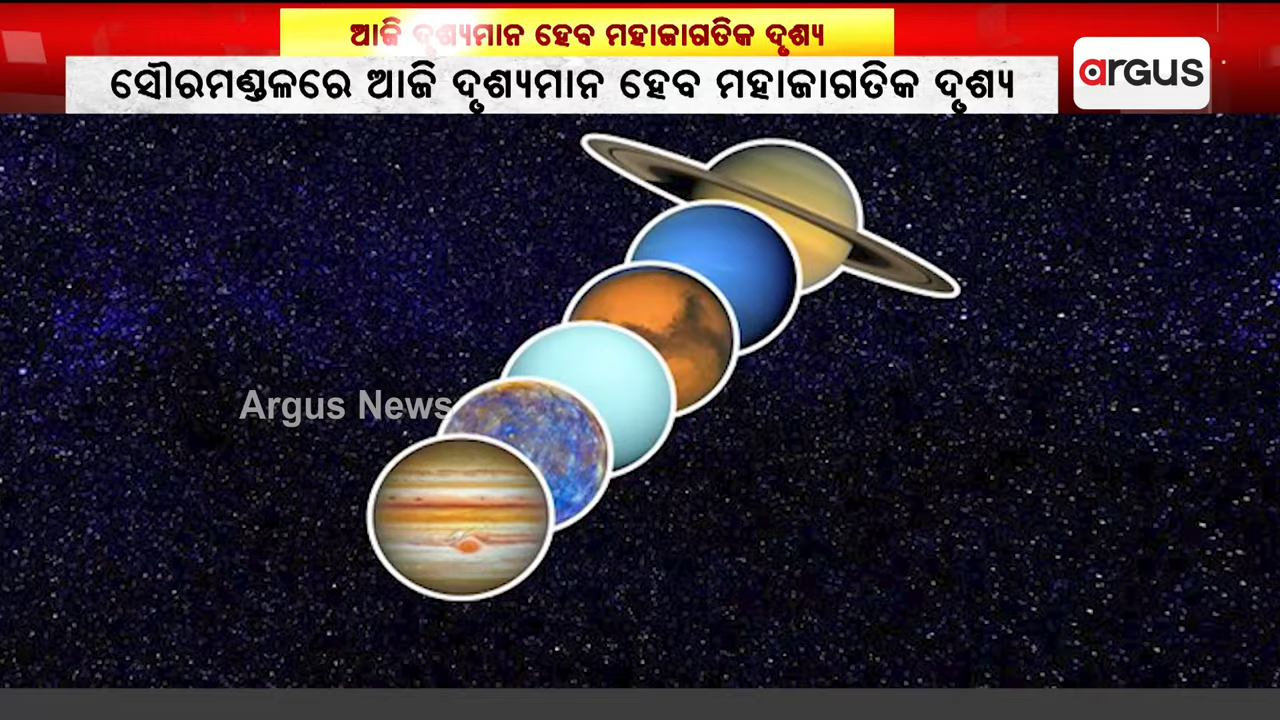 ଆଜି ଦୃଶ୍ୟମାନ ହେବ ମହାଜାଗତିକ ଦୃଶ୍ୟ
ସୌରମଣ୍ଡଳରେ ଆଜି ଦୃଶ୍ୟମାନ ହେବ ମହାଜାଗତିକ ଦୃଶ୍ୟ
argus
Argus News